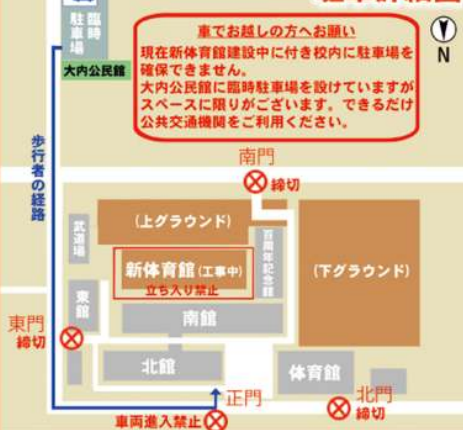 臨時
駐車場
大内公民館
車でお越しの方へお願い
現在新体育館建設中に付き校内に駐車場を
確保できません。
大内公民館に臨時駐車場を設けていますが
スペースに限りがございます。できるだけ
公共交通機関をご利用ください。
N
歩行者の経路
南門
締切
(上グラウンド)
武道場
百周年記念館
新体育館(工事中)
立ち入り禁止
(下グラウンド)
東館
南館
東門
締切
北館
体育館
正門
北門
締切
車両進入禁止